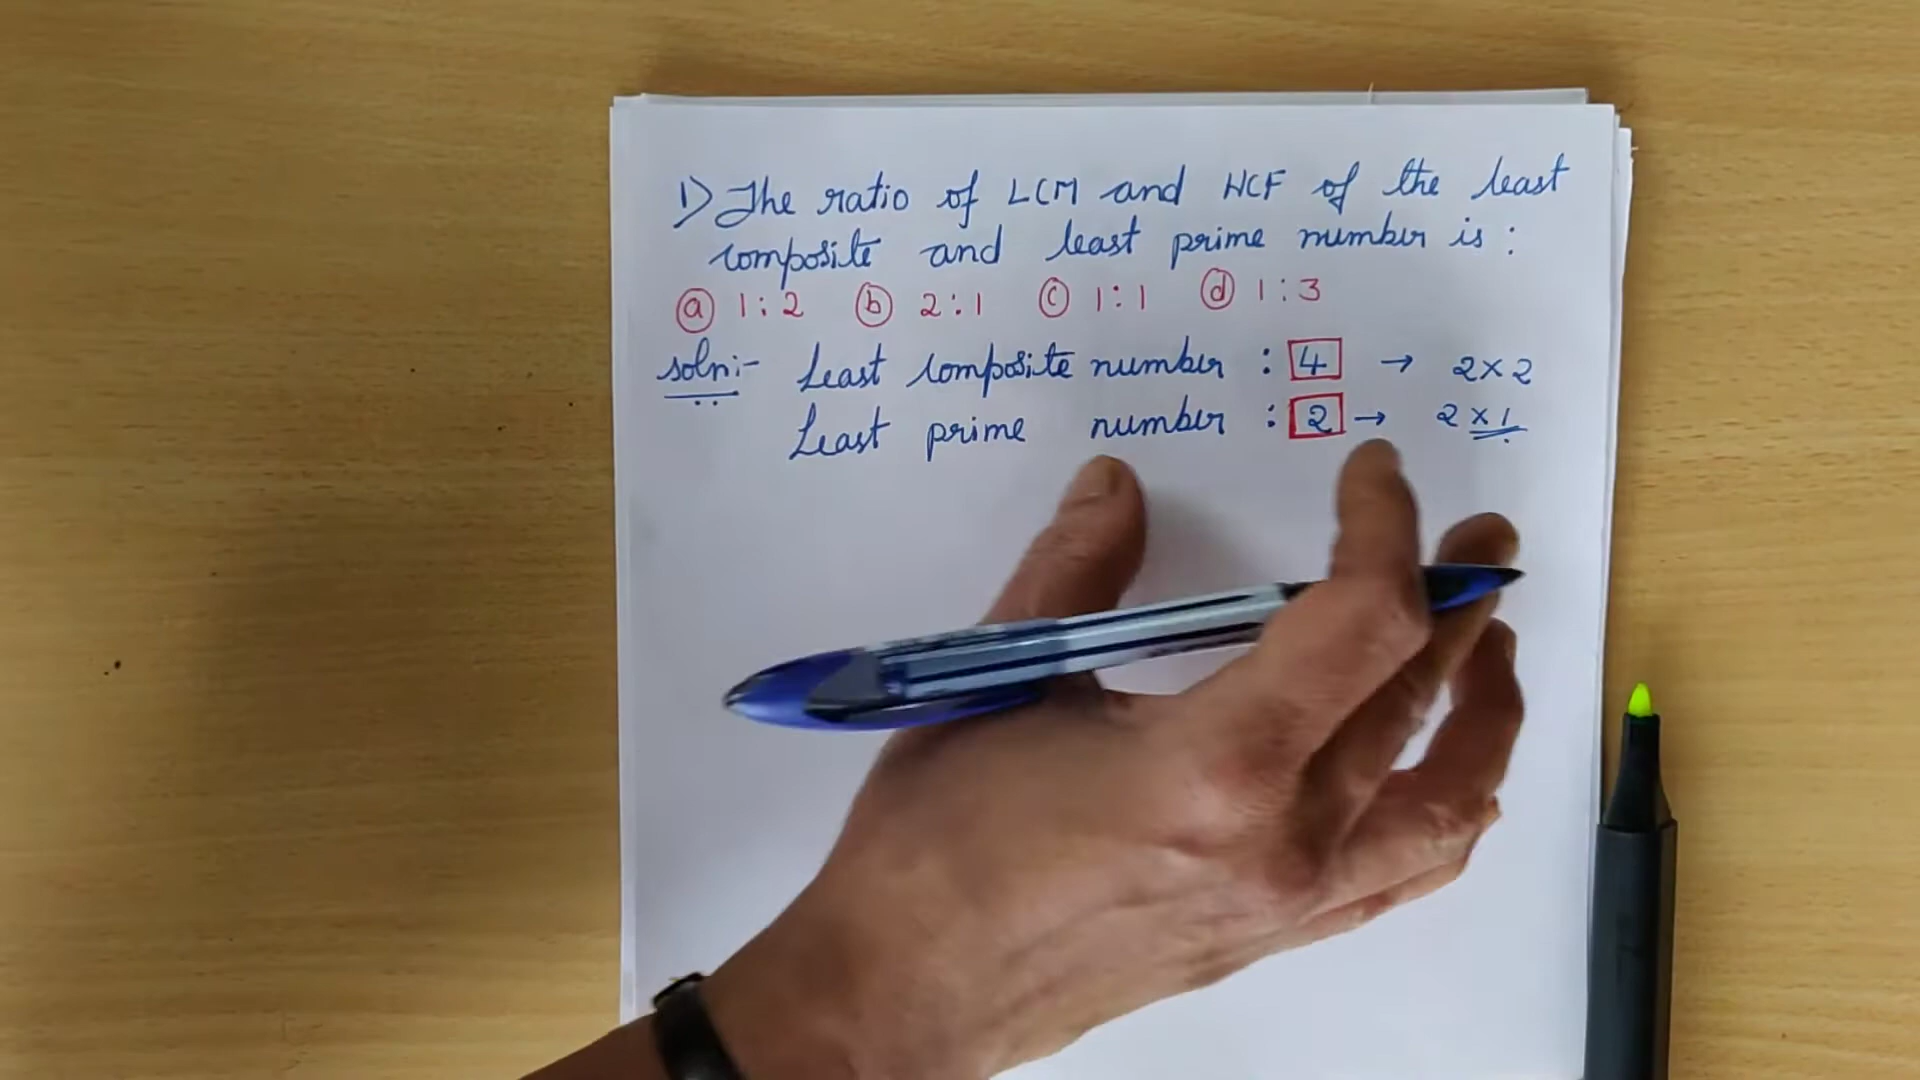 1) The ratio of LCM and HCF of the least
composite and least prime number is :
(a) 1:2 (b) 2:1 (c) 1:1 (d) 1:3
soln:- Least composite number : 4 → 2×2
Least prime number : 2 → 2×1